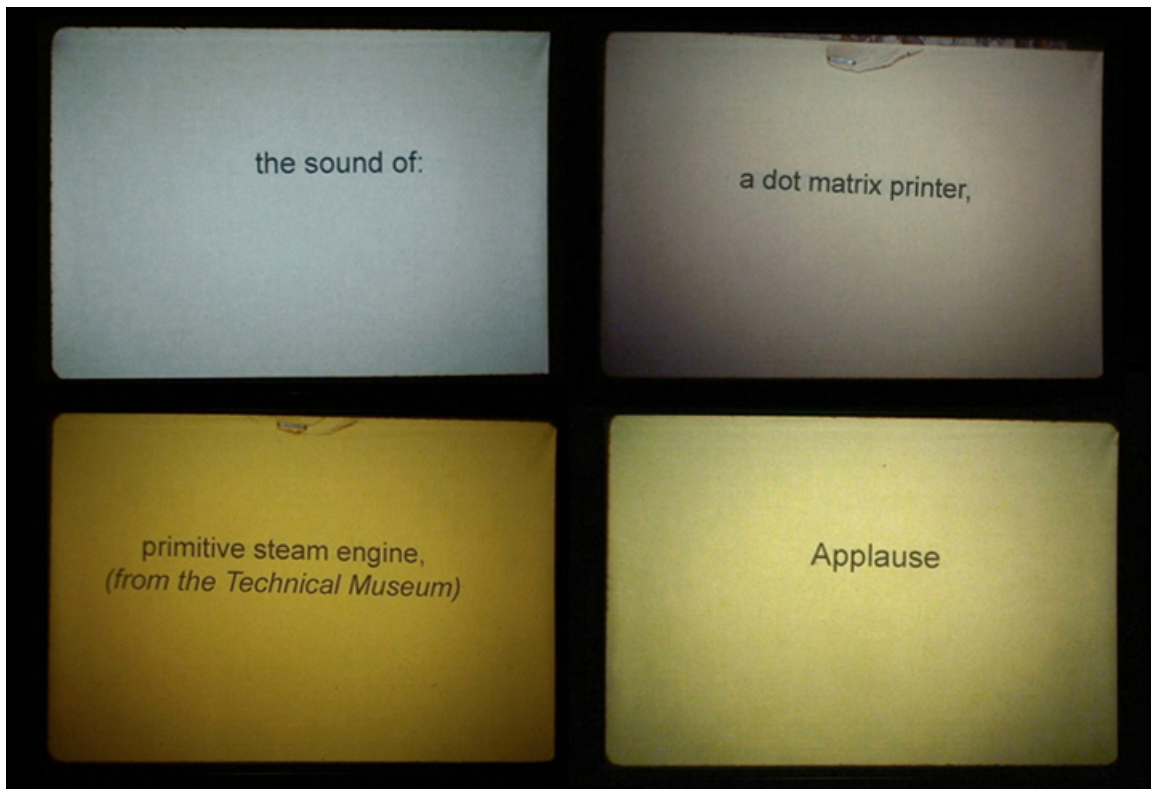 the sound of:
a dot matrix printer,
primitive steam engine,
(from the Technical Museum)
Applause